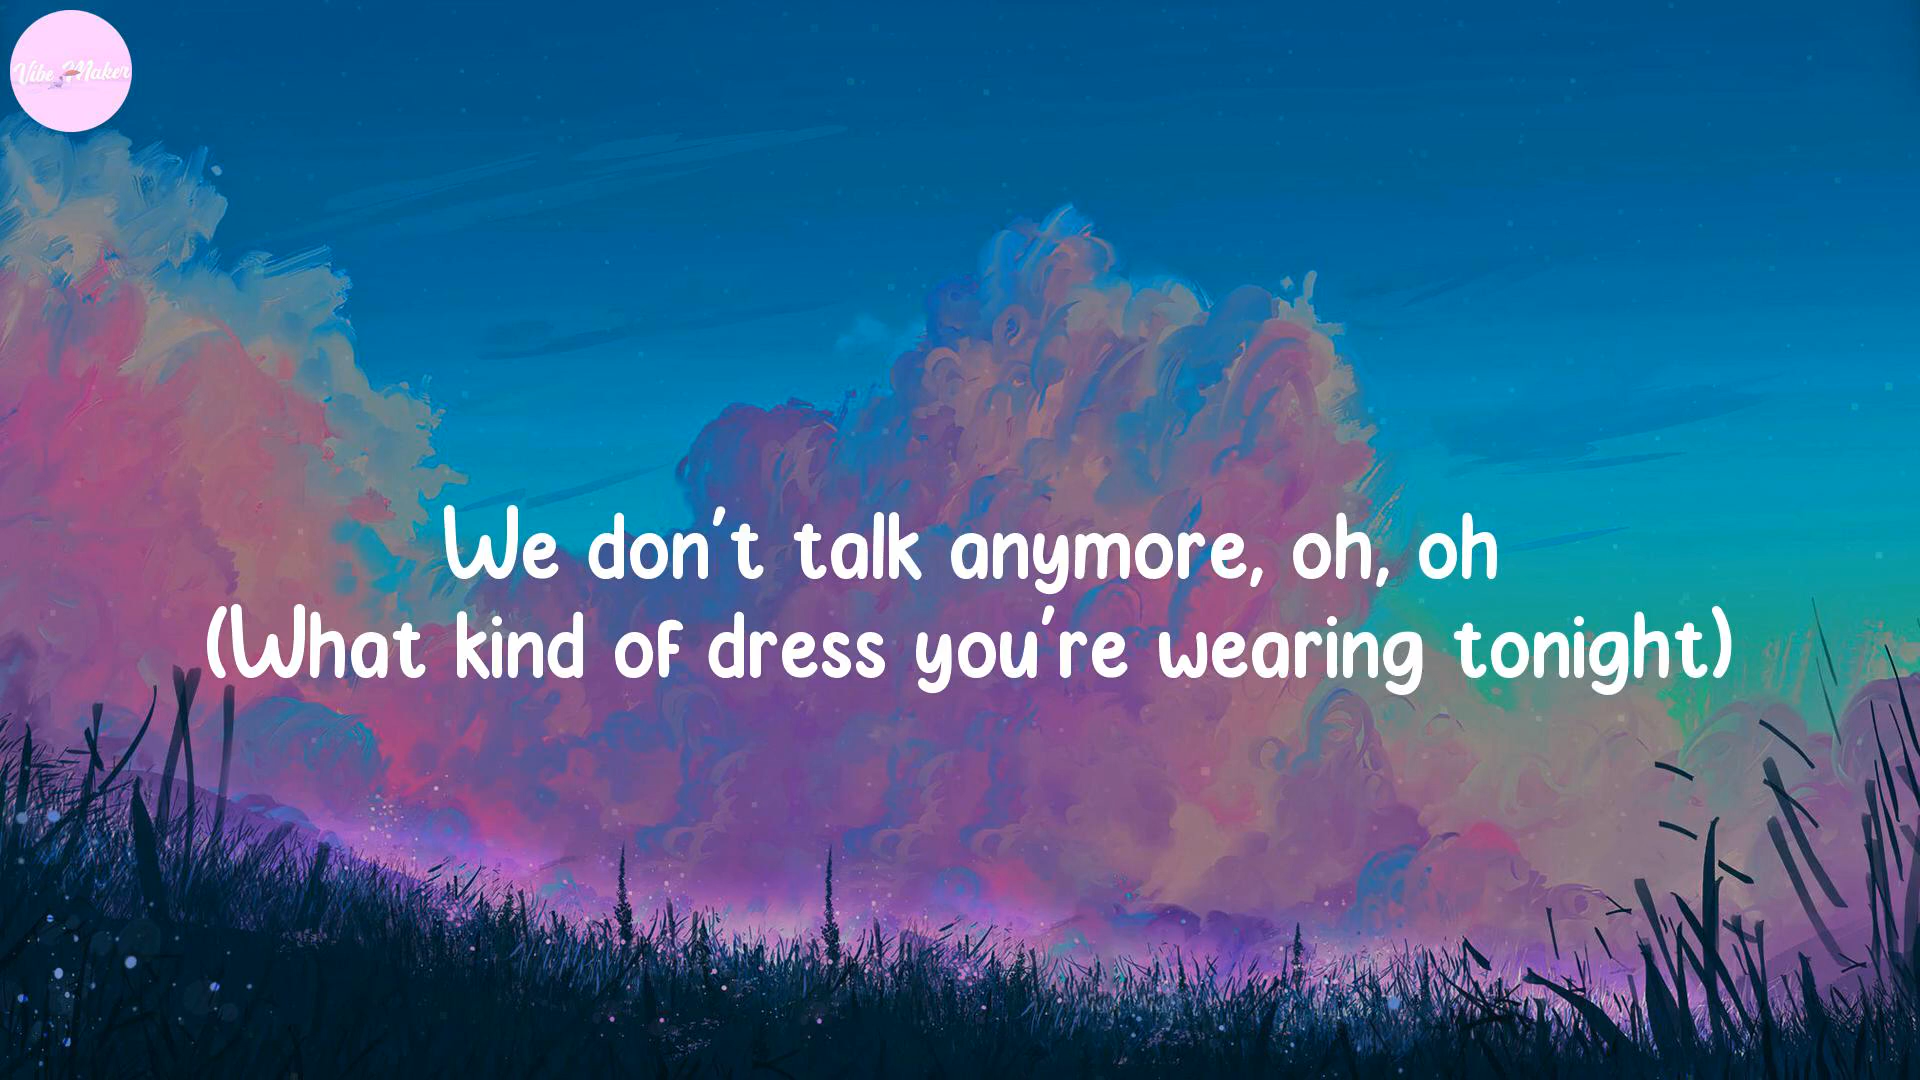 Vibe Maker
We don't talk anymore, oh, oh
(What kind of dress you're wearing tonight)